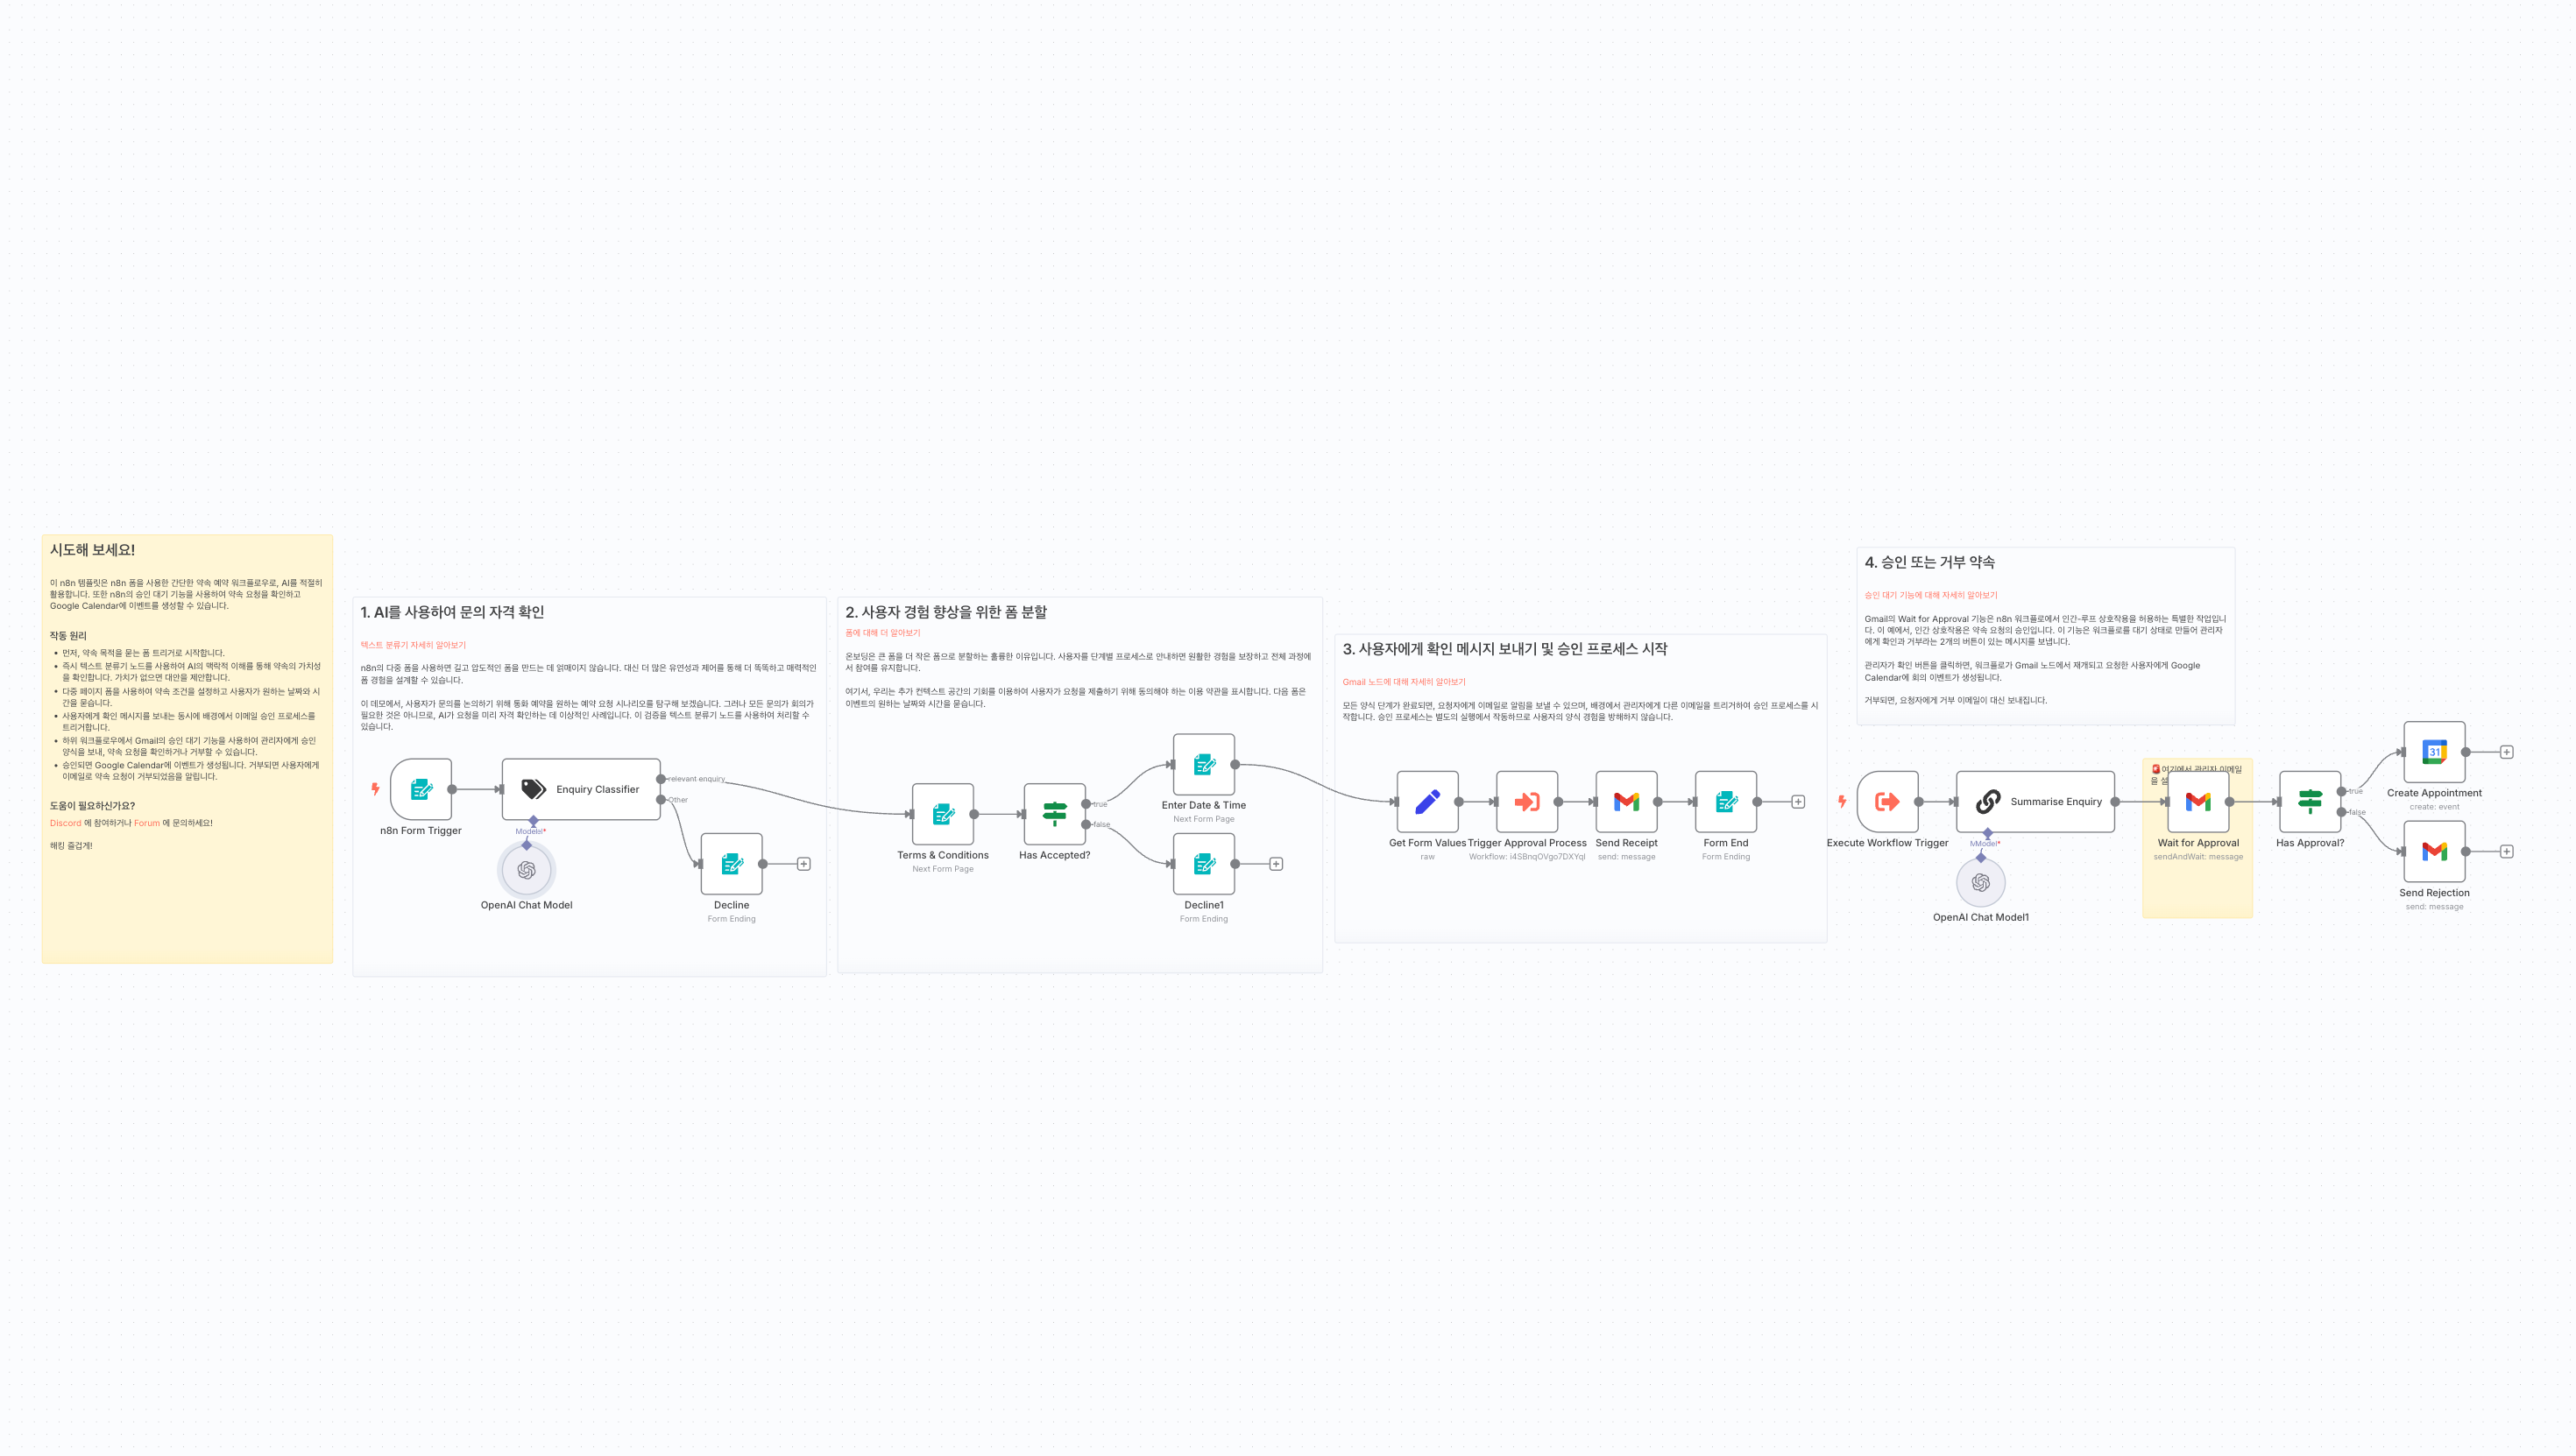 시도해 보세요!
이 n8n 템플릿은 n8n 폼을 사용한 간단한 약속 예약 워크플로우로, AI를 적절히
활용합니다. 또한 n8n의 승인 대기 기능을 사용하여 약속 요청을 확인하고
Google Calendar에 이벤트를 생성할 수 있습니다.
작동 원리
• 먼저, 약속 목적을 묻는 폼 트리거로 시작합니다.
• 즉시 텍스트 분류기 노드를 사용하여 AI의 맥락적 이해를 통해 약속의 가치성
을 확인합니다. 가치가 없으면 대안을 제안합니다.
• 다중 페이지 폼을 사용하여 약속 조건을 설정하고 사용자가 원하는 날짜와 시
간을 묻습니다.
• 사용자에게 확인 메시지를 보내는 동시에 배경에서 이메일 승인 프로세스를
트리거합니다.
• 하위 워크플로우에서 Gmail의 승인 대기 기능을 사용하여 관리자에게 승인
양식을 보내, 약속 요청을 확인하거나 거부할 수 있습니다.
• 승인되면 Google Calendar에 이벤트가 생성됩니다. 거부되면 사용자에게
이메일로 약속 요청이 거부되었음을 알립니다.
도움이 필요하신가요?
Discord 에 참여하거나 Forum 에 문의하세요!
해킹 즐겁게!
1. AI를 사용하여 문의 자격 확인
텍스트 분류기 자세히 알아보기
n8n의 다중 폼을 사용하면 길고 압도적인 폼을 만드는 데 얽매이지 않습니다. 대신 더 많은 유연성과 제어를 통해 더 똑똑하고 매력적인
폼 경험을 설계할 수 있습니다.
이 데모에서, 사용자가 문의를 논의하기 위해 통화 예약을 원하는 예약 요청 시나리오를 탐구해 보겠습니다. 그러나 모든 문의가 회의가
필요한 것은 아니므로, AI가 요청을 미리 자격 확인하는 데 이상적인 사례입니다. 이 검증을 텍스트 분류기 노드를 사용하여 처리할 수
있습니다.
n8n Form Trigger
Enquiry Classifier
relevant enquiry
Other
Model*
OpenAI Chat Model
Decline
Form Ending
2. 사용자 경험 향상을 위한 폼 분할
폼에 대해 더 알아보기
온보딩은 큰 폼을 더 작은 폼으로 분할하는 훌륭한 이유입니다. 사용자를 단계별 프로세스로 안내하면 원활한 경험을 보장하고 전체 과정에
서 참여를 유지합니다.
여기서, 우리는 추가 컨텍스트 공간의 기회를 이용하여 사용자가 요청을 제출하기 위해 동의해야 하는 이용 약관을 표시합니다. 다음 폼은
이벤트의 원하는 날짜와 시간을 묻습니다.
Terms & Conditions
Next Form Page
Has Accepted?
true
false
Enter Date & Time
Next Form Page
Decline1
Form Ending
3. 사용자에게 확인 메시지 보내기 및 승인 프로세스 시작
Gmail 노드에 대해 자세히 알아보기
모든 양식 단계가 완료되면, 요청자에게 이메일로 알림을 보낼 수 있으며, 배경에서 관리자에게 다른 이메일을 트리거하여 승인 프로세스를 시
작합니다. 승인 프로세스는 별도의 실행에서 작동하므로 사용자의 양식 경험을 방해하지 않습니다.
Get Form Values
raw
Trigger Approval Process
Workflow: i4SBnqOVgo7DXYqI
Send Receipt
send: message
Form End
Form Ending
4. 승인 또는 거부 약속
승인 대기 기능에 대해 자세히 알아보기
Gmail의 Wait for Approval 기능은 n8n 워크플로에서 인간-루프 상호작용을 허용하는 특별한 작업입니
다. 이 예에서, 인간 상호작용은 약속 요청의 승인입니다. 이 기능은 워크플로를 대기 상태로 만들어 관리자
에게 확인과 거부라는 2개의 버튼이 있는 메시지를 보냅니다.
관리자가 확인 버튼을 클릭하면, 워크플로가 Gmail 노드에서 재개되고 요청한 사용자에게 Google
Calendar에 회의 이벤트가 생성됩니다.
거부되면, 요청자에게 거부 이메일이 대신 보내집니다.
Execute Workflow Trigger
Summarise Enquiry
Model*
OpenAI Chat Model1
🚨여기에서 관리자 이메일
을 설
Wait for Approval
sendAndWait: message
Has Approval?
true
false
31
Create Appointment
create: event
Send Rejection
send: message